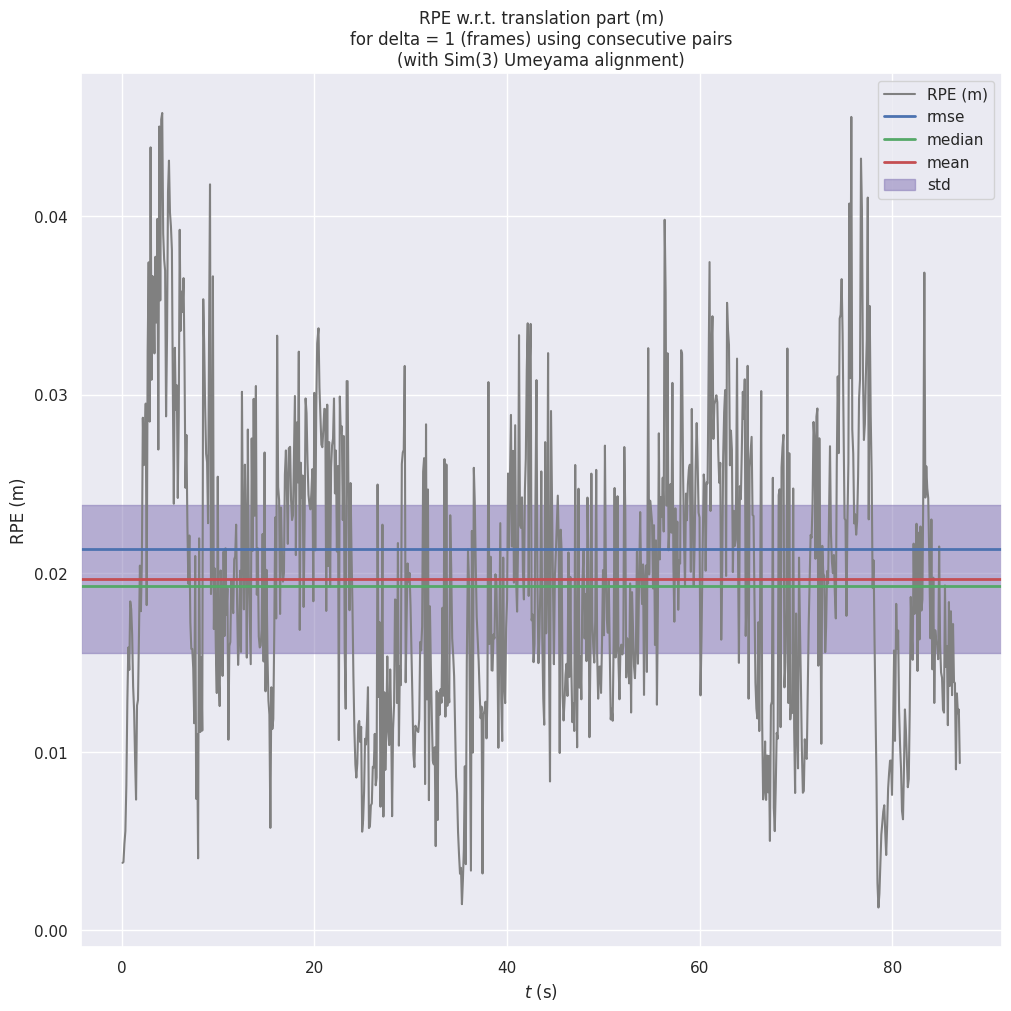 RPE w.r.t. translation part (m)
for delta = 1 (frames) using consecutive pairs
(with Sim(3) Umeyama alignment)
RPE (m)
rmse
median
mean
std
0.04
0.03
0.02
0.01
0.00
RPE (m)
0
20
40
60
80
t (s)